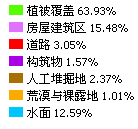 植被覆盖 63.93%
房屋建筑区 15.48%
道路 3.05%
构筑物 1.57%
人工堆掘地 2.37%
荒漠与裸露地 1.01%
水面 12.59%